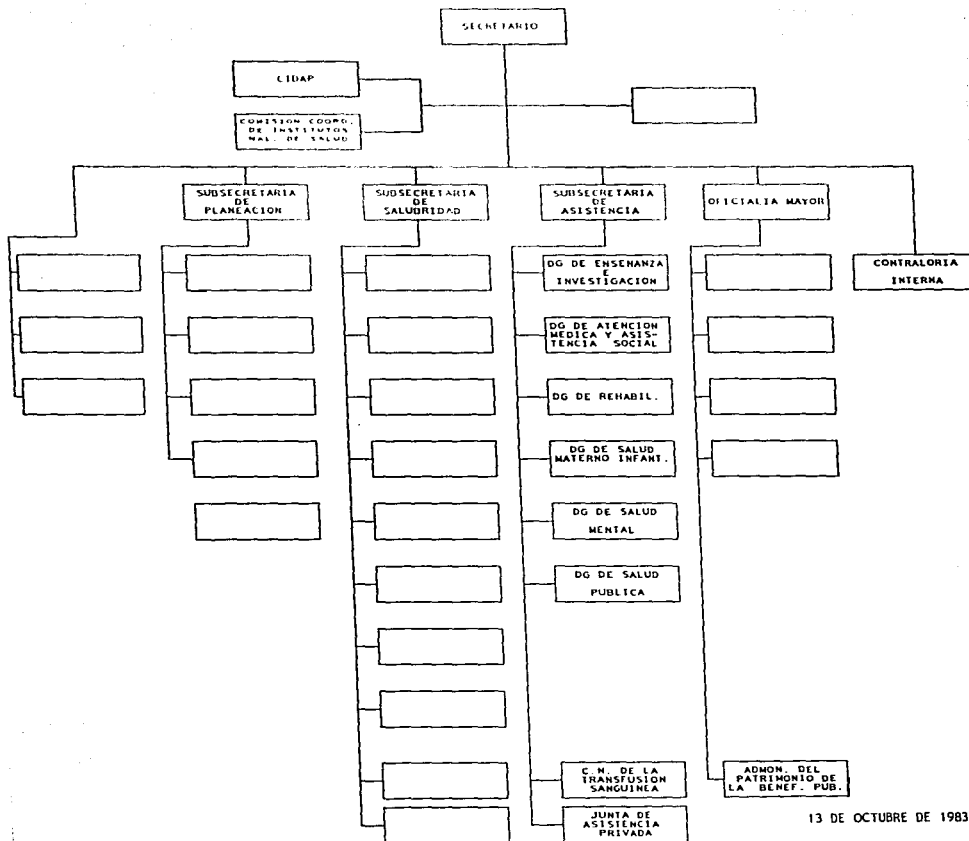 SECRETARIO
CIDAP
COMISION COORD.
DE INSTITUTOS
NAL. DE SALUD
SUBSECRETARIA
DE
PLANEACION
SUBSECRETARIA
DE
SALUBRIDAD
SUBSECRETARIA
DE
ASISTENCIA
OFICIALIA MAYOR
CONTRALORIA
INTERNA
DG DE ENSEÑANZA
E
INVESTIGACION
DG DE ATENCION
MEDICA Y ASIS-
TENCIA SOCIAL
DG DE REHABIL.
DG DE SALUD
MATERNO INFANT.
DG DE SALUD
MENTAL
DG DE SALUD
PUBLICA
C.N. DE LA
TRANSFUSION
SANGUINEA
JUNTA DE
ASISTENCIA
PRIVADA
ADMON. DEL
PATRIMONIO DE
LA BENEF. PUB.
13 DE OCTUBRE DE 1983